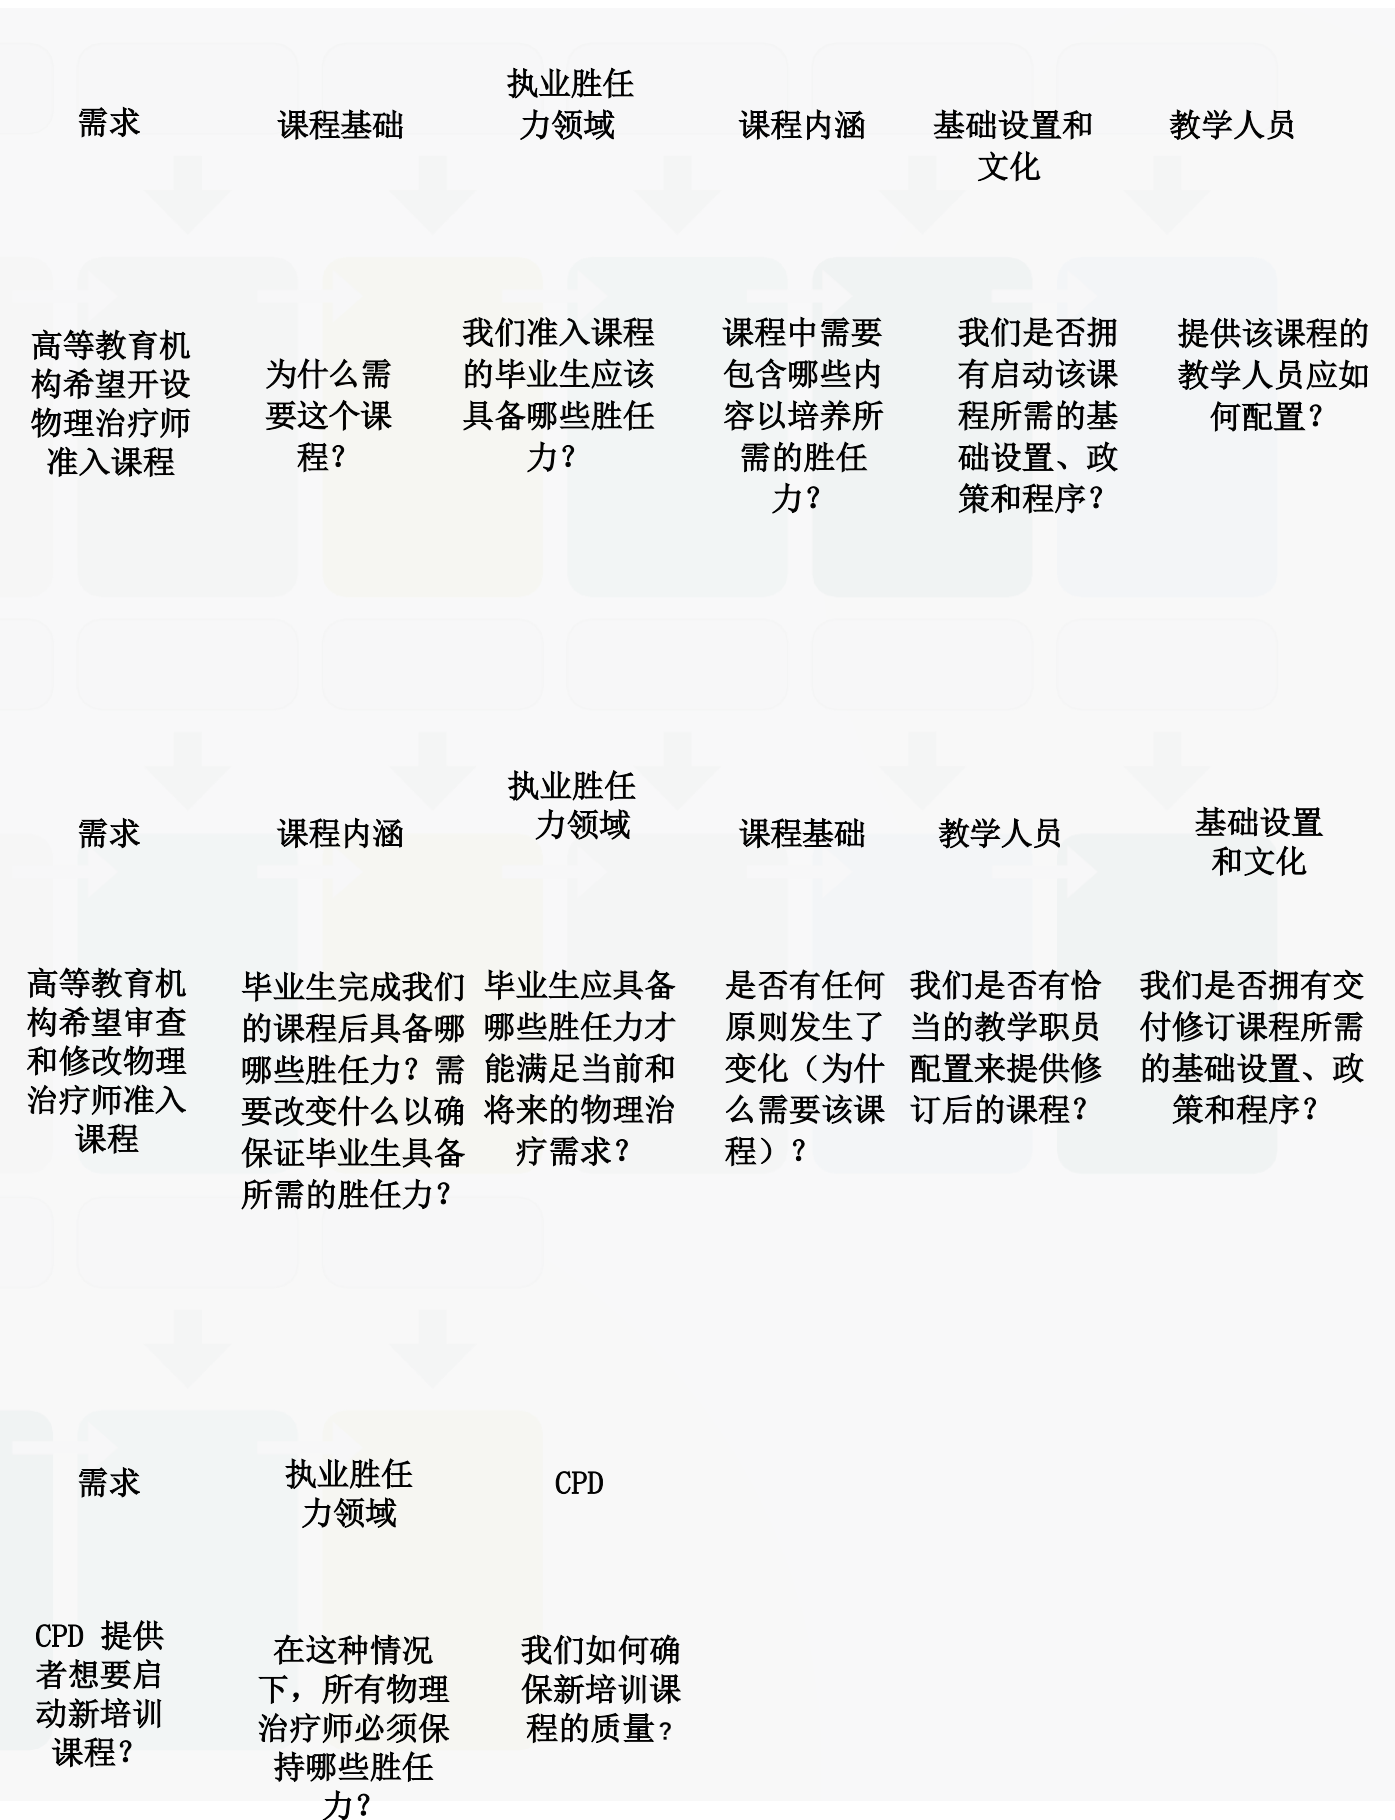 需求
课程基础
执业胜任
力领域
课程内涵
基础设置和
文化
教学人员
高等教育机
构希望开设
物理治疗师
准入课程
为什么需
要这个课
程？
我们准入课程
的毕业生应该
具备哪些胜任
力？
课程中需要
包含哪些内
容以培养所
需的胜任
力？
我们是否拥
有启动该课
程所需的基
础设置、政
策和程序？
提供该课程的
教学人员应如
何配置？
需求
课程内涵
执业胜任
力领域
课程基础
教学人员
基础设置
和文化
高等教育机
构希望审查
和修改物理
治疗师准入
课程
毕业生完成我们
的课程后具备哪
哪些胜任力？需
要改变什么以确
保证毕业生具备
所需的胜任力？
毕业生应具备
哪些胜任力才
能满足当前和
将来的物理治
疗需求？
是否有任何
原则发生了
变化（为什
么需要该课
程）？
我们是否有恰
当的教学职员
配置来提供修
订后的课程？
我们是否拥有交
付修订课程所需
的基础设置、政
策和程序？
需求
执业胜任
力领域
CPD
CPD 提供
者想要启
动新培训
课程？
在这种情况
下，所有物理
治疗师必须保
持哪些胜任
力？
我们如何确
保新培训课
程的质量？